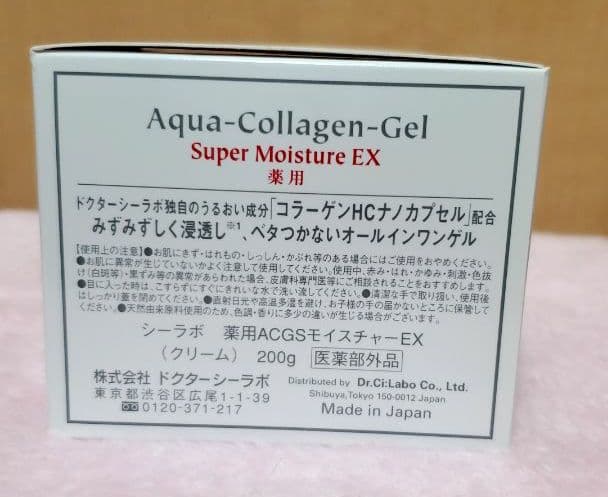 Aqua-Collagen-Gel
Super Moisture EX
薬用
ドクターシーラボ独自のうるおい成分「コラーゲンHCナノカプセル」配合
みずみずしく浸透し※1、ベタつかないオールインワンゲル
【使用上の注意】●お肌にきず・はれもの・しっしん・かぶれ等のある場合にはご使用をおやめください。
●お肌に異常が生じていないかよく注意して使用してください。使用中、赤み・はれ・かゆみ・刺激・色抜
け(白斑等)・黒ずみ等の異常があらわれた場合、皮膚科専門医等にご相談されることをおすすめします。
●目に入った時は、こすらずにすぐにきれいな水で洗い流してください。●清潔な手で取り扱い、使用後
はしっかり蓋を閉めてください。●直射日光や高温多湿を避け、お子様の手の届かないところに保管して
ください。●天然由来原料使用のため、色調・香りに多少の違いが生じる場合がございます。
シーラボ 薬用ACGSモイスチャーEX
(クリーム) 200g 医薬部外品
株式会社 ドクターシーラボ
東京都渋谷区広尾1-1-39
0120-371-217
Distributed by Dr.Ci:Labo Co., Ltd.
Shibuya,Tokyo 150-0012 Japan.
Made in Japan